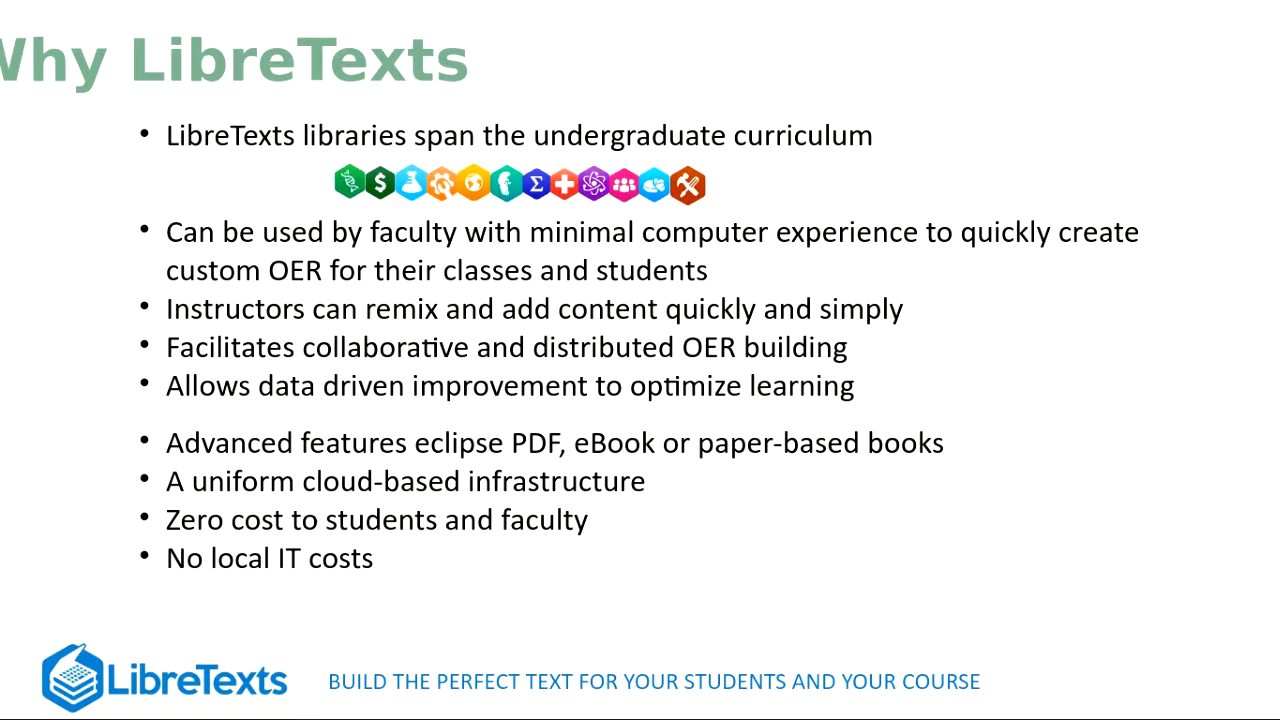 Why LibreTexts
• LibreTexts libraries span the undergraduate curriculum
$ Σ
• Can be used by faculty with minimal computer experience to quickly create
custom OER for their classes and students
• Instructors can remix and add content quickly and simply
• Facilitates collaborative and distributed OER building
• Allows data driven improvement to optimize learning
• Advanced features eclipse PDF, eBook or paper-based books
• A uniform cloud-based infrastructure
• Zero cost to students and faculty
• No local IT costs
LibreTexts
BUILD THE PERFECT TEXT FOR YOUR STUDENTS AND YOUR COURSE